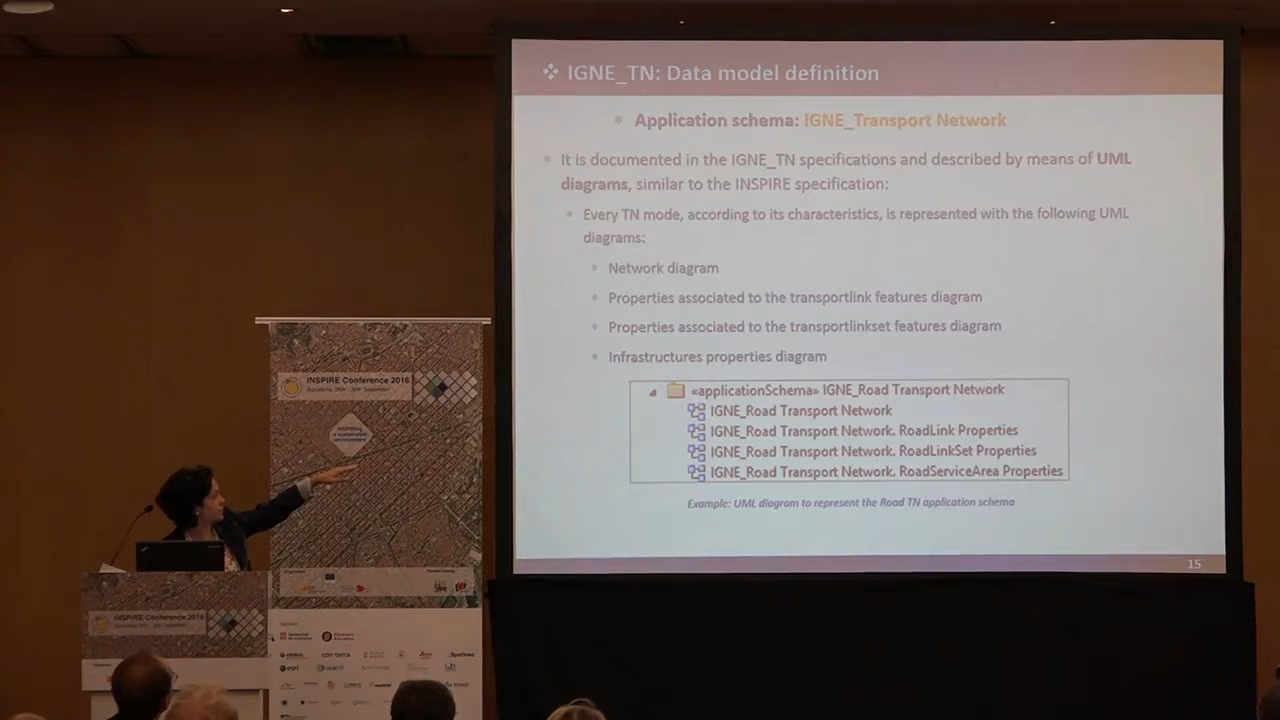 ❖ IGNE_TN: Data model definition
Application schema: IGNE_Transport Network
It is documented in the IGNE_TN specifications and described by means of UML
diagrams, similar to the INSPIRE specification:
Every TN mode, according to its characteristics, is represented with the following UML
diagrams:
Network diagram
Properties associated to the transportlink features diagram
Properties associated to the transportlinkset features diagram
Infrastructures properties diagram
«applicationSchema» IGNE_Road Transport Network
IGNE_Road Transport Network
IGNE_Road Transport Network. RoadLink Properties
IGNE_Road Transport Network. RoadLinkSet Properties
IGNE_Road Transport Network. RoadServiceArea Properties
Example: UML diagram to represent the Road TN application schema
15
INSPIRE Conference 2016
INSPIRE Conference 2016
esri